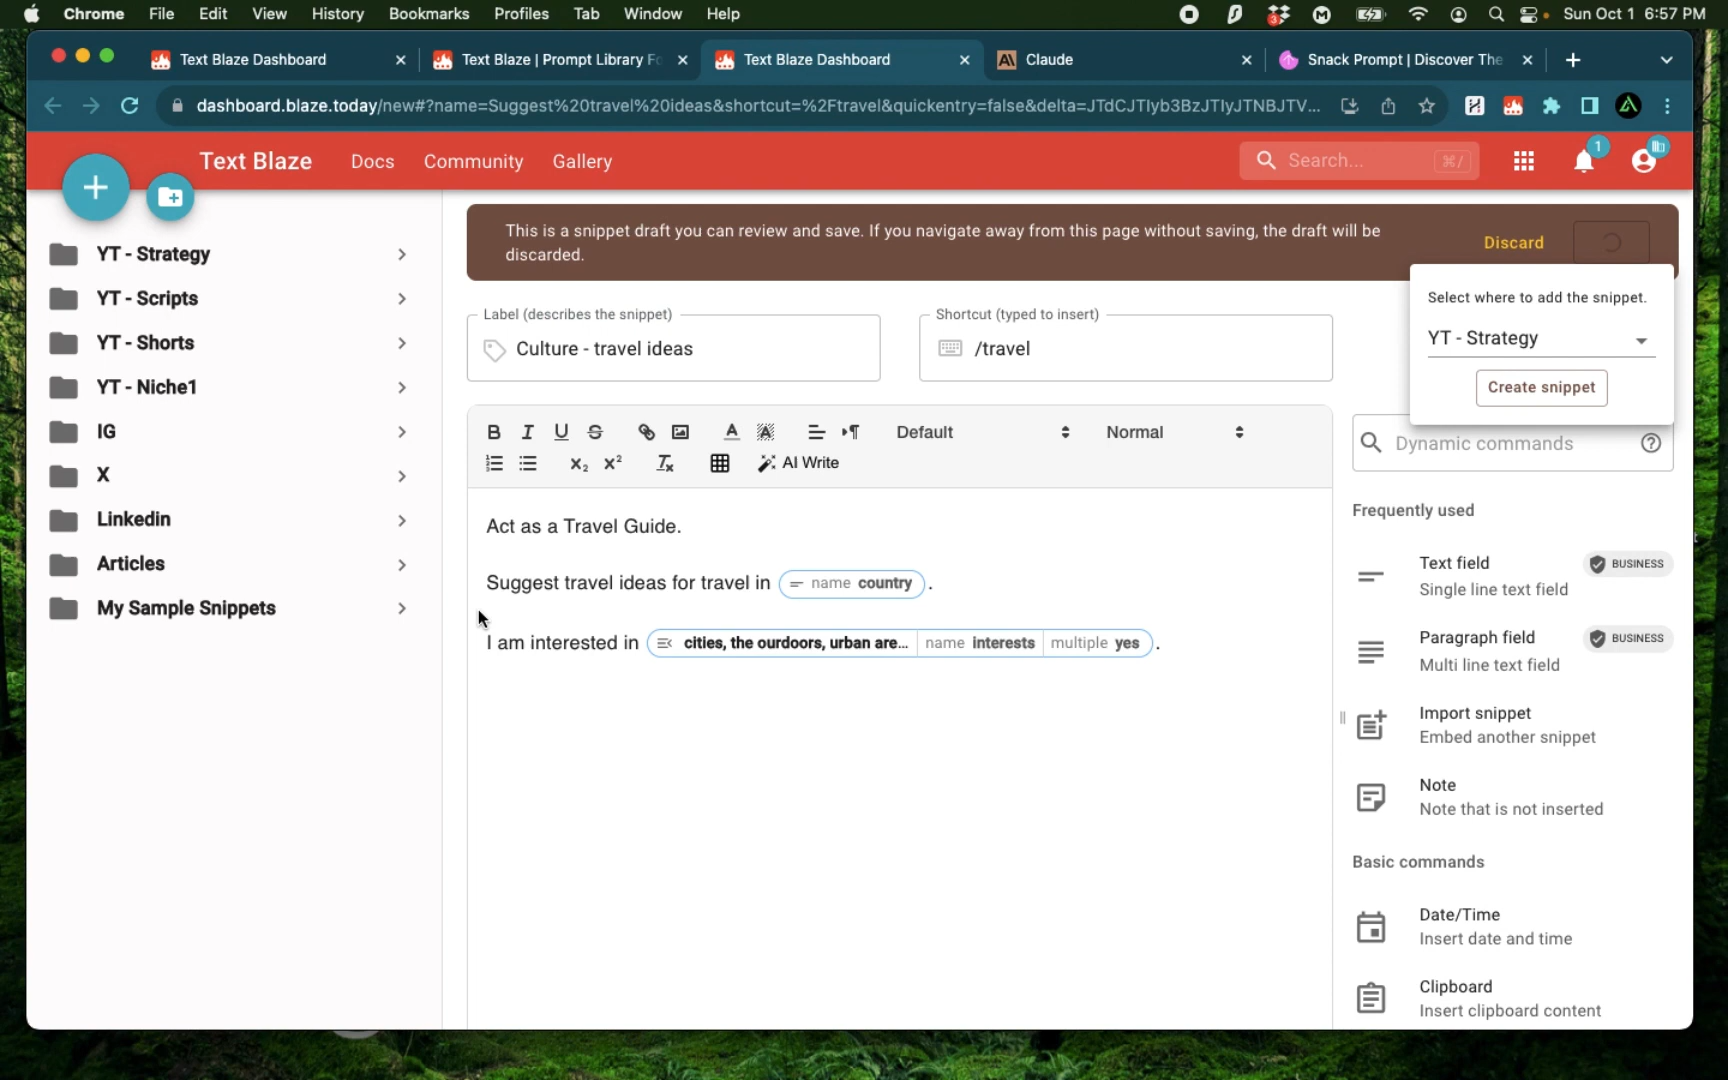 Chrome File Edit View History Bookmarks Profiles Tab Window Help
3
Sun Oct 1 6:57 PM
Text Blaze Dashboard
Text Blaze | Prompt Library Fo
Text Blaze Dashboard
Claude
Snack Prompt | Discover The
dashboard.blaze.today/new#?name=Suggest%20travel%20ideas&shortcut=%2Ftravel&quickentry=false&delta=JTdCJTIyb3BzJTIyJTNBJTV...
Text Blaze Docs Community Gallery
Search... ⌘/
1
YT - Strategy
YT - Scripts
YT - Shorts
YT - Niche1
IG
X
Linkedin
Articles
My Sample Snippets
This is a snippet draft you can review and save. If you navigate away from this page without saving, the draft will be
discarded.
Discard
Select where to add the snippet.
YT - Strategy
Create snippet
Label (describes the snippet)
Culture - travel ideas
Shortcut (typed to insert)
/travel
B I U S Default Normal
X₂ X² AI Write
Act as a Travel Guide.
Suggest travel ideas for travel in name country .
I am interested in cities, the ourdoors, urban are... name interests multiple yes .
Dynamic commands
Frequently used
Text field BUSINESS
Single line text field
Paragraph field BUSINESS
Multi line text field
Import snippet
Embed another snippet
Note
Note that is not inserted
Basic commands
Date/Time
Insert date and time
Clipboard
Insert clipboard content